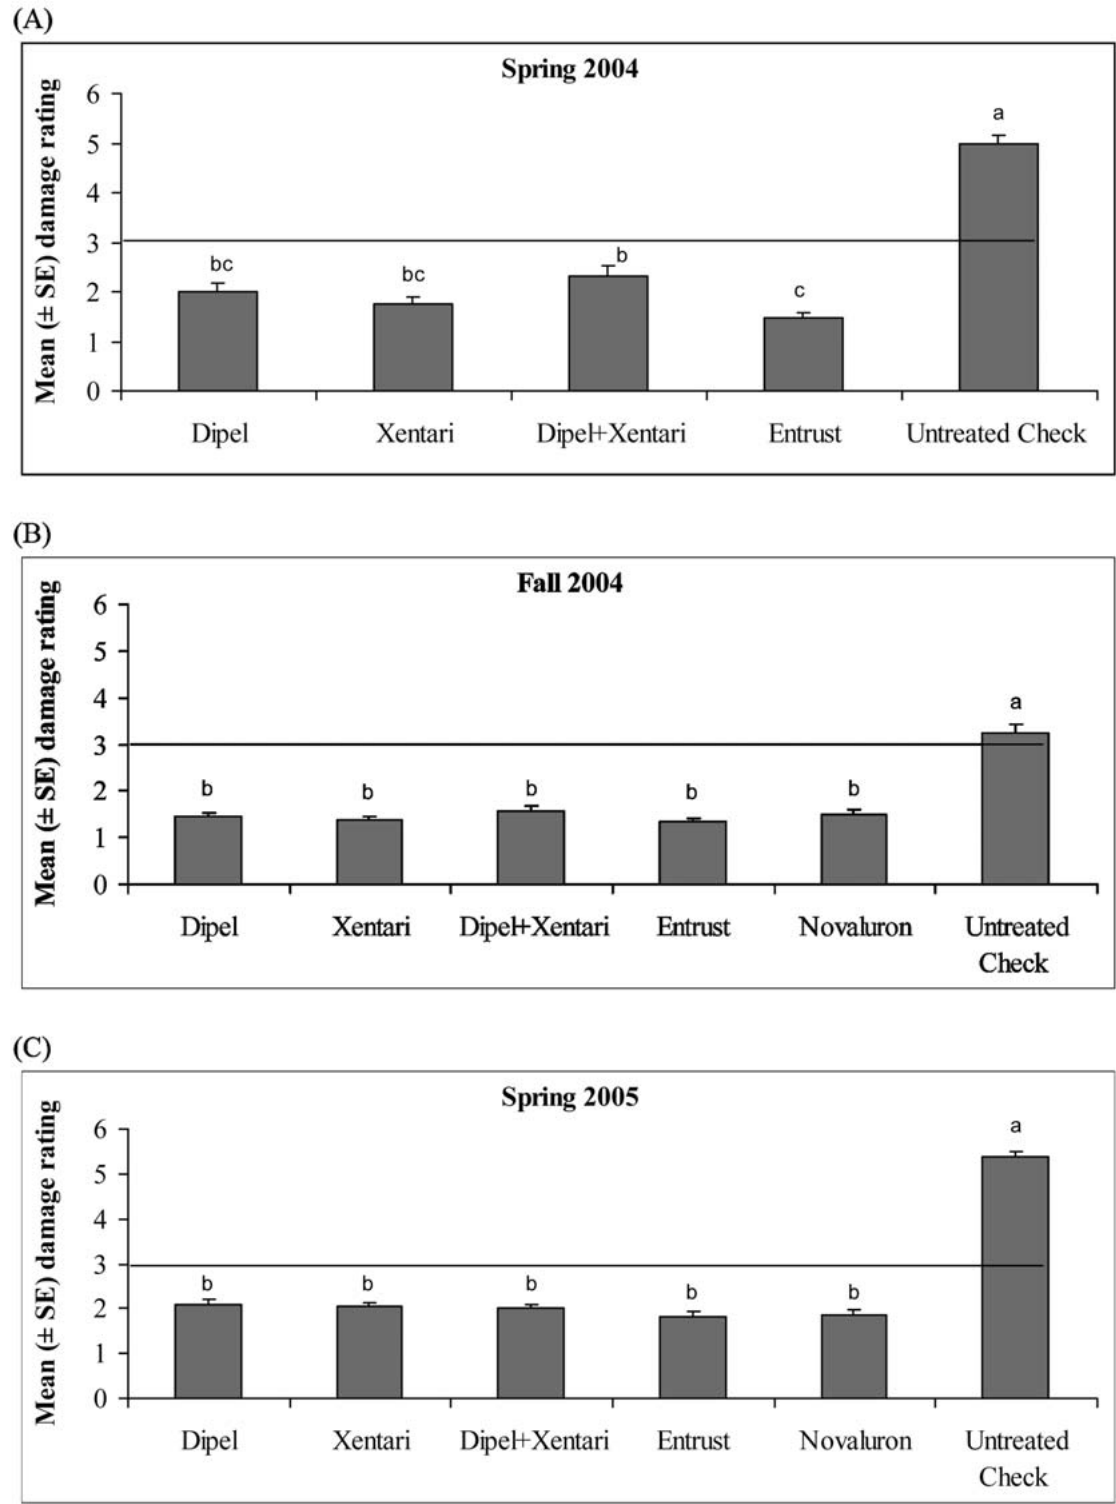 (A)
Spring 2004
Mean (± SE) damage rating
6
5
4
3
2
1
0
bc
bc
b
c
a
Dipel
Xentari
Dipel+Xentari
Entrust
Untreated Check
(B)
Fall 2004
Mean (± SE) damage rating
6
5
4
3
2
1
0
b
b
b
b
b
a
Dipel
Xentari
Dipel+Xentari
Entrust
Novaluron
Untreated
Check
(C)
Spring 2005
Mean (± SE) damage rating
6
5
4
3
2
1
0
b
b
b
b
b
a
Dipel
Xentari
Dipel+Xentari
Entrust
Novaluron
Untreated
Check